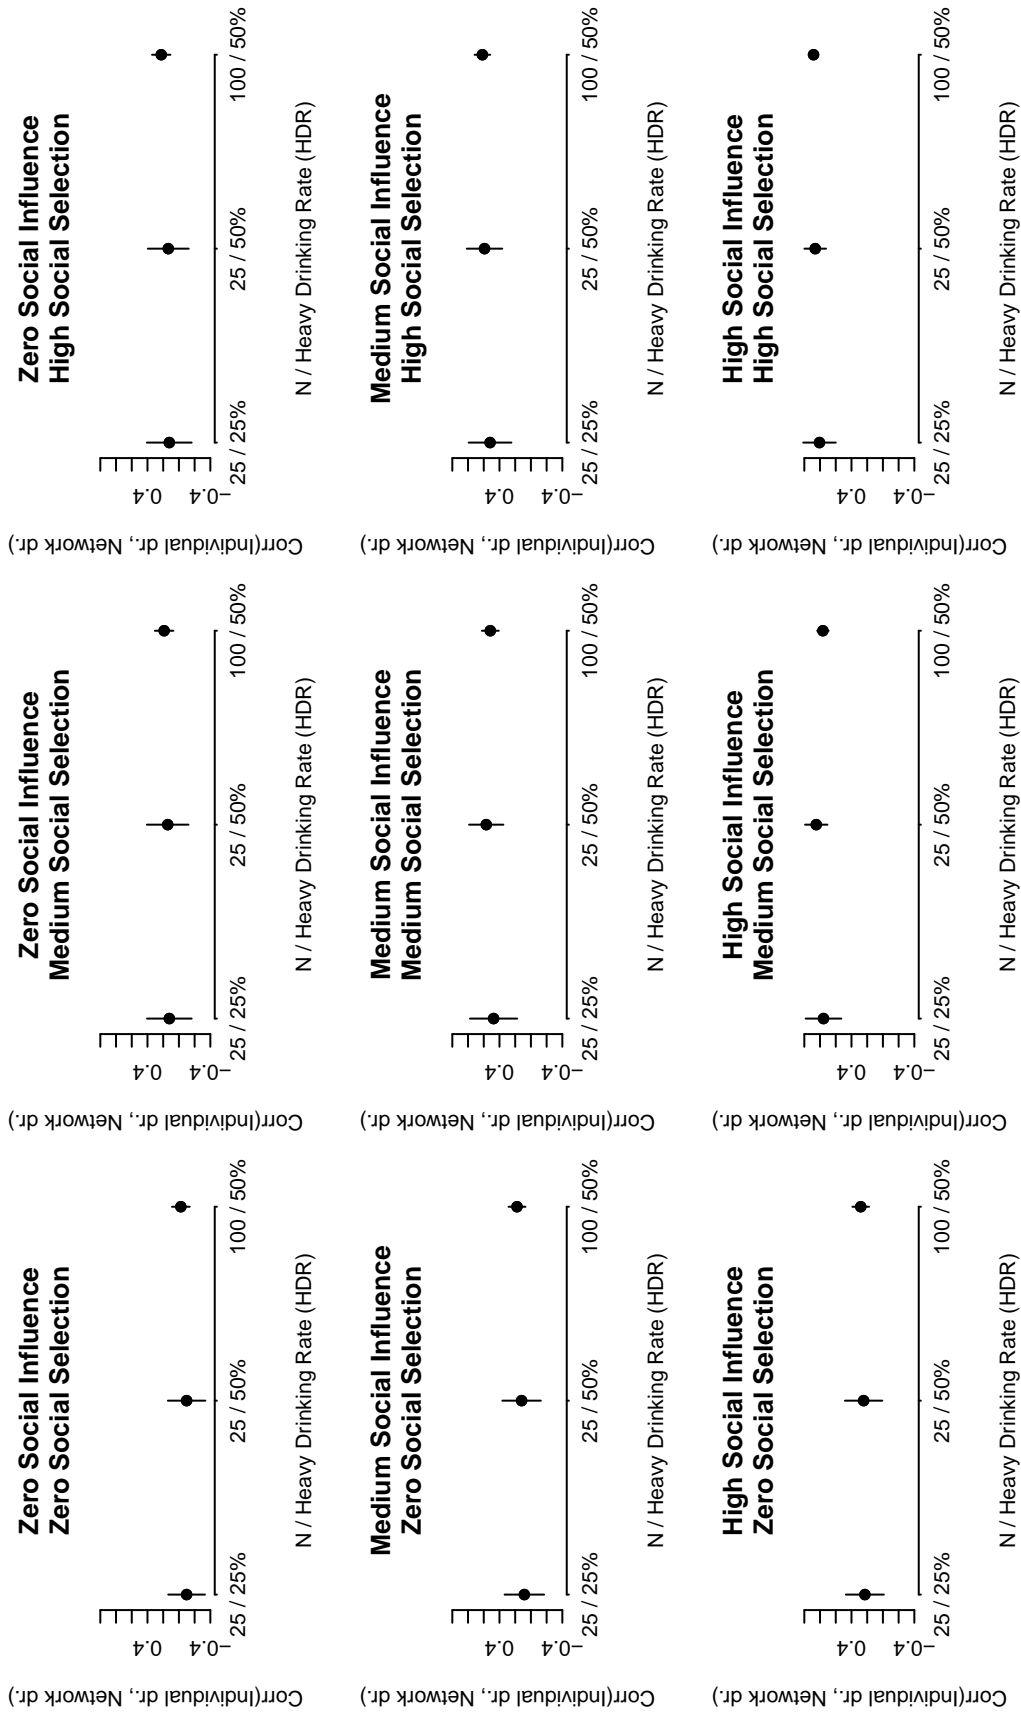 Zero Social Influence
Zero Social Selection
Corr(Individual dr., Network dr.)
0.4
−0.4
25 / 25%
25 / 50%
100 / 50%
N / Heavy Drinking Rate (HDR)
Zero Social Influence
Medium Social Selection
Corr(Individual dr., Network dr.)
0.4
−0.4
25 / 25%
25 / 50%
100 / 50%
N / Heavy Drinking Rate (HDR)
Zero Social Influence
High Social Selection
Corr(Individual dr., Network dr.)
0.4
−0.4
25 / 25%
25 / 50%
100 / 50%
N / Heavy Drinking Rate (HDR)
Medium Social Influence
Zero Social Selection
Corr(Individual dr., Network dr.)
0.4
−0.4
25 / 25%
25 / 50%
100 / 50%
N / Heavy Drinking Rate (HDR)
Medium Social Influence
Medium Social Selection
Corr(Individual dr., Network dr.)
0.4
−0.4
25 / 25%
25 / 50%
100 / 50%
N / Heavy Drinking Rate (HDR)
Medium Social Influence
High Social Selection
Corr(Individual dr., Network dr.)
0.4
−0.4
25 / 25%
25 / 50%
100 / 50%
N / Heavy Drinking Rate (HDR)
High Social Influence
Zero Social Selection
Corr(Individual dr., Network dr.)
0.4
−0.4
25 / 25%
25 / 50%
100 / 50%
N / Heavy Drinking Rate (HDR)
High Social Influence
Medium Social Selection
Corr(Individual dr., Network dr.)
0.4
−0.4
25 / 25%
25 / 50%
100 / 50%
N / Heavy Drinking Rate (HDR)
High Social Influence
High Social Selection
Corr(Individual dr., Network dr.)
0.4
−0.4
25 / 25%
25 / 50%
100 / 50%
N / Heavy Drinking Rate (HDR)